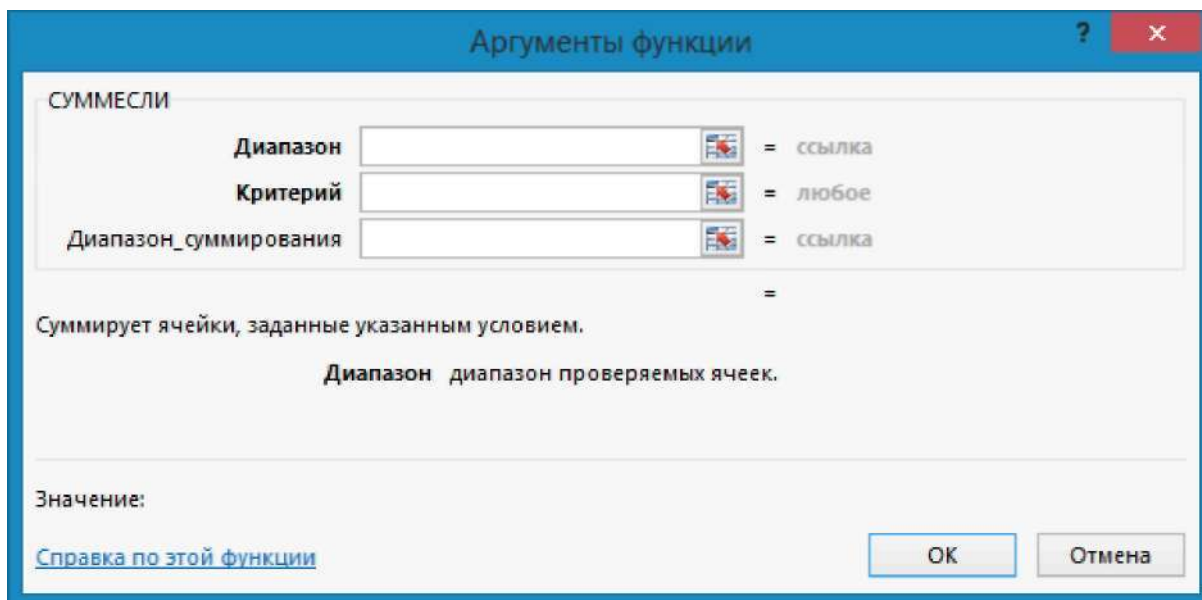 Аргументы функции
? ×
СУММЕСЛИ
Диапазон = ссылка
Критерий = любое
Диапазон_суммирования = ссылка
=
Суммирует ячейки, заданные указанным условием.
Диапазон диапазон проверяемых ячеек.
Значение:
Справка по этой функции
ОК Отмена